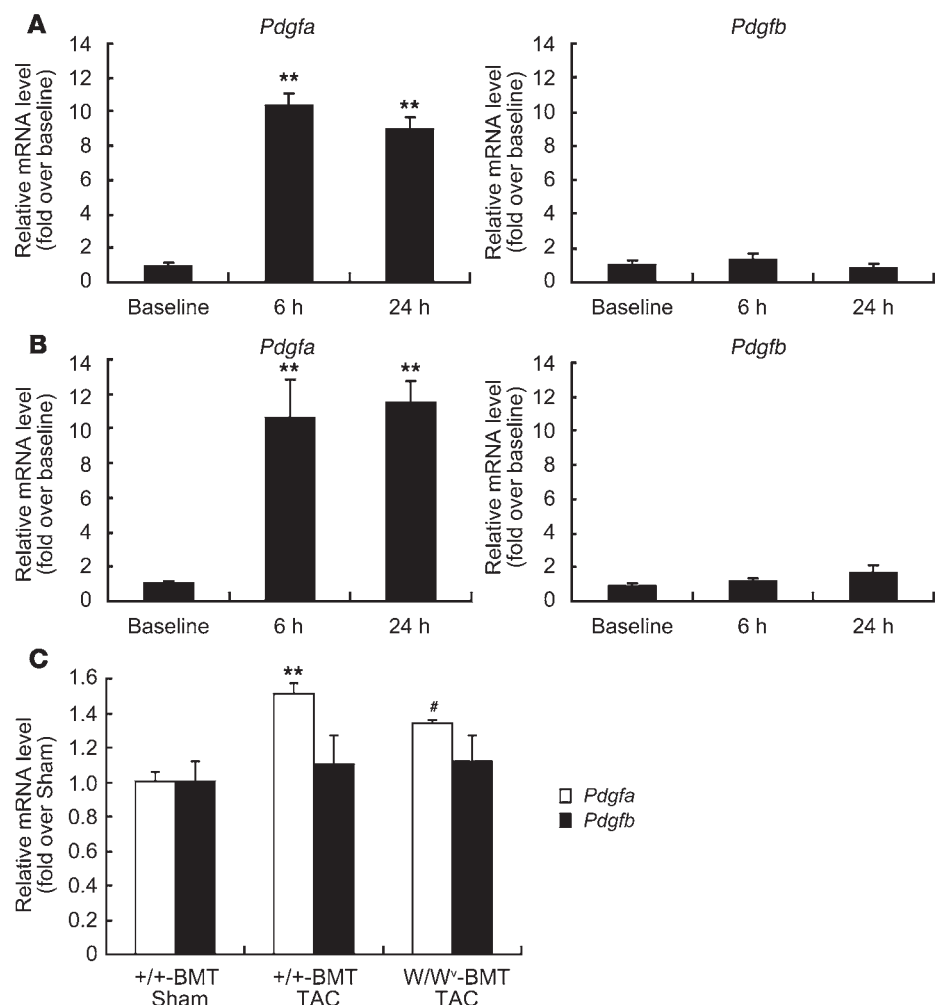 A
Pdgfa
Relative mRNA level
(fold over baseline)
14
12
10
8
6
4
2
0
**
**
Baseline
6 h
24 h
Pdgfb
Relative mRNA level
(fold over baseline)
14
12
10
8
6
4
2
0
Baseline
6 h
24 h
B
Pdgfa
Relative mRNA level
(fold over baseline)
14
12
10
8
6
4
2
0
**
**
Baseline
6 h
24 h
Pdgfb
Relative mRNA level
(fold over baseline)
14
12
10
8
6
4
2
0
Baseline
6 h
24 h
C
Relative mRNA level
(fold over Sham)
1.6
1.4
1.2
1.0
0.8
0.6
0.4
0.2
0
**
#
+/+-BMT
Sham
+/+-BMT
TAC
W/Wᵛ-BMT
TAC
Pdgfa
Pdgfb